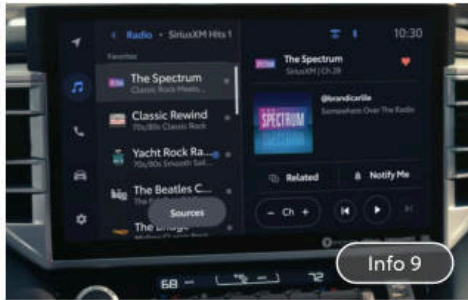 Radio • SiriusXM Hits 1
10:30
Favorites
The Spectrum
Classic Rock Meets...
Classic Rewind
70s/80s Classic Rock
Yacht Rock Ra...
70s/80s Smooth Sail...
The Beatles C...
The Bridge
Sources
The Spectrum
SiriusXM | Ch 28
SPECTRUM
@brandicarlile
Somewhere Over The Radio
Related
Notify Me
− Ch +
68
72
Info 9